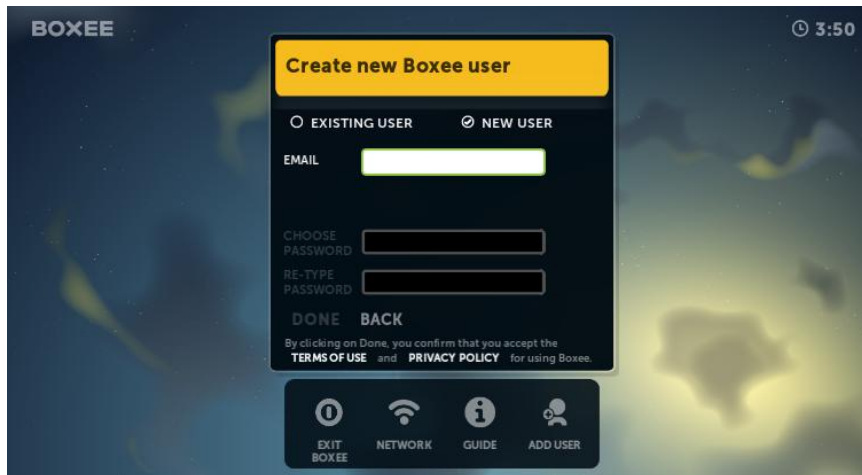 BOXEE
3:50
Create new Boxee user
EXISTING USER NEW USER
EMAIL
CHOOSE
PASSWORD
RE-TYPE
PASSWORD
DONE BACK
By clicking on Done, you confirm that you accept the
TERMS OF USE and PRIVACY POLICY for using Boxee.
EXIT
BOXEE
NETWORK
GUIDE
ADD USER